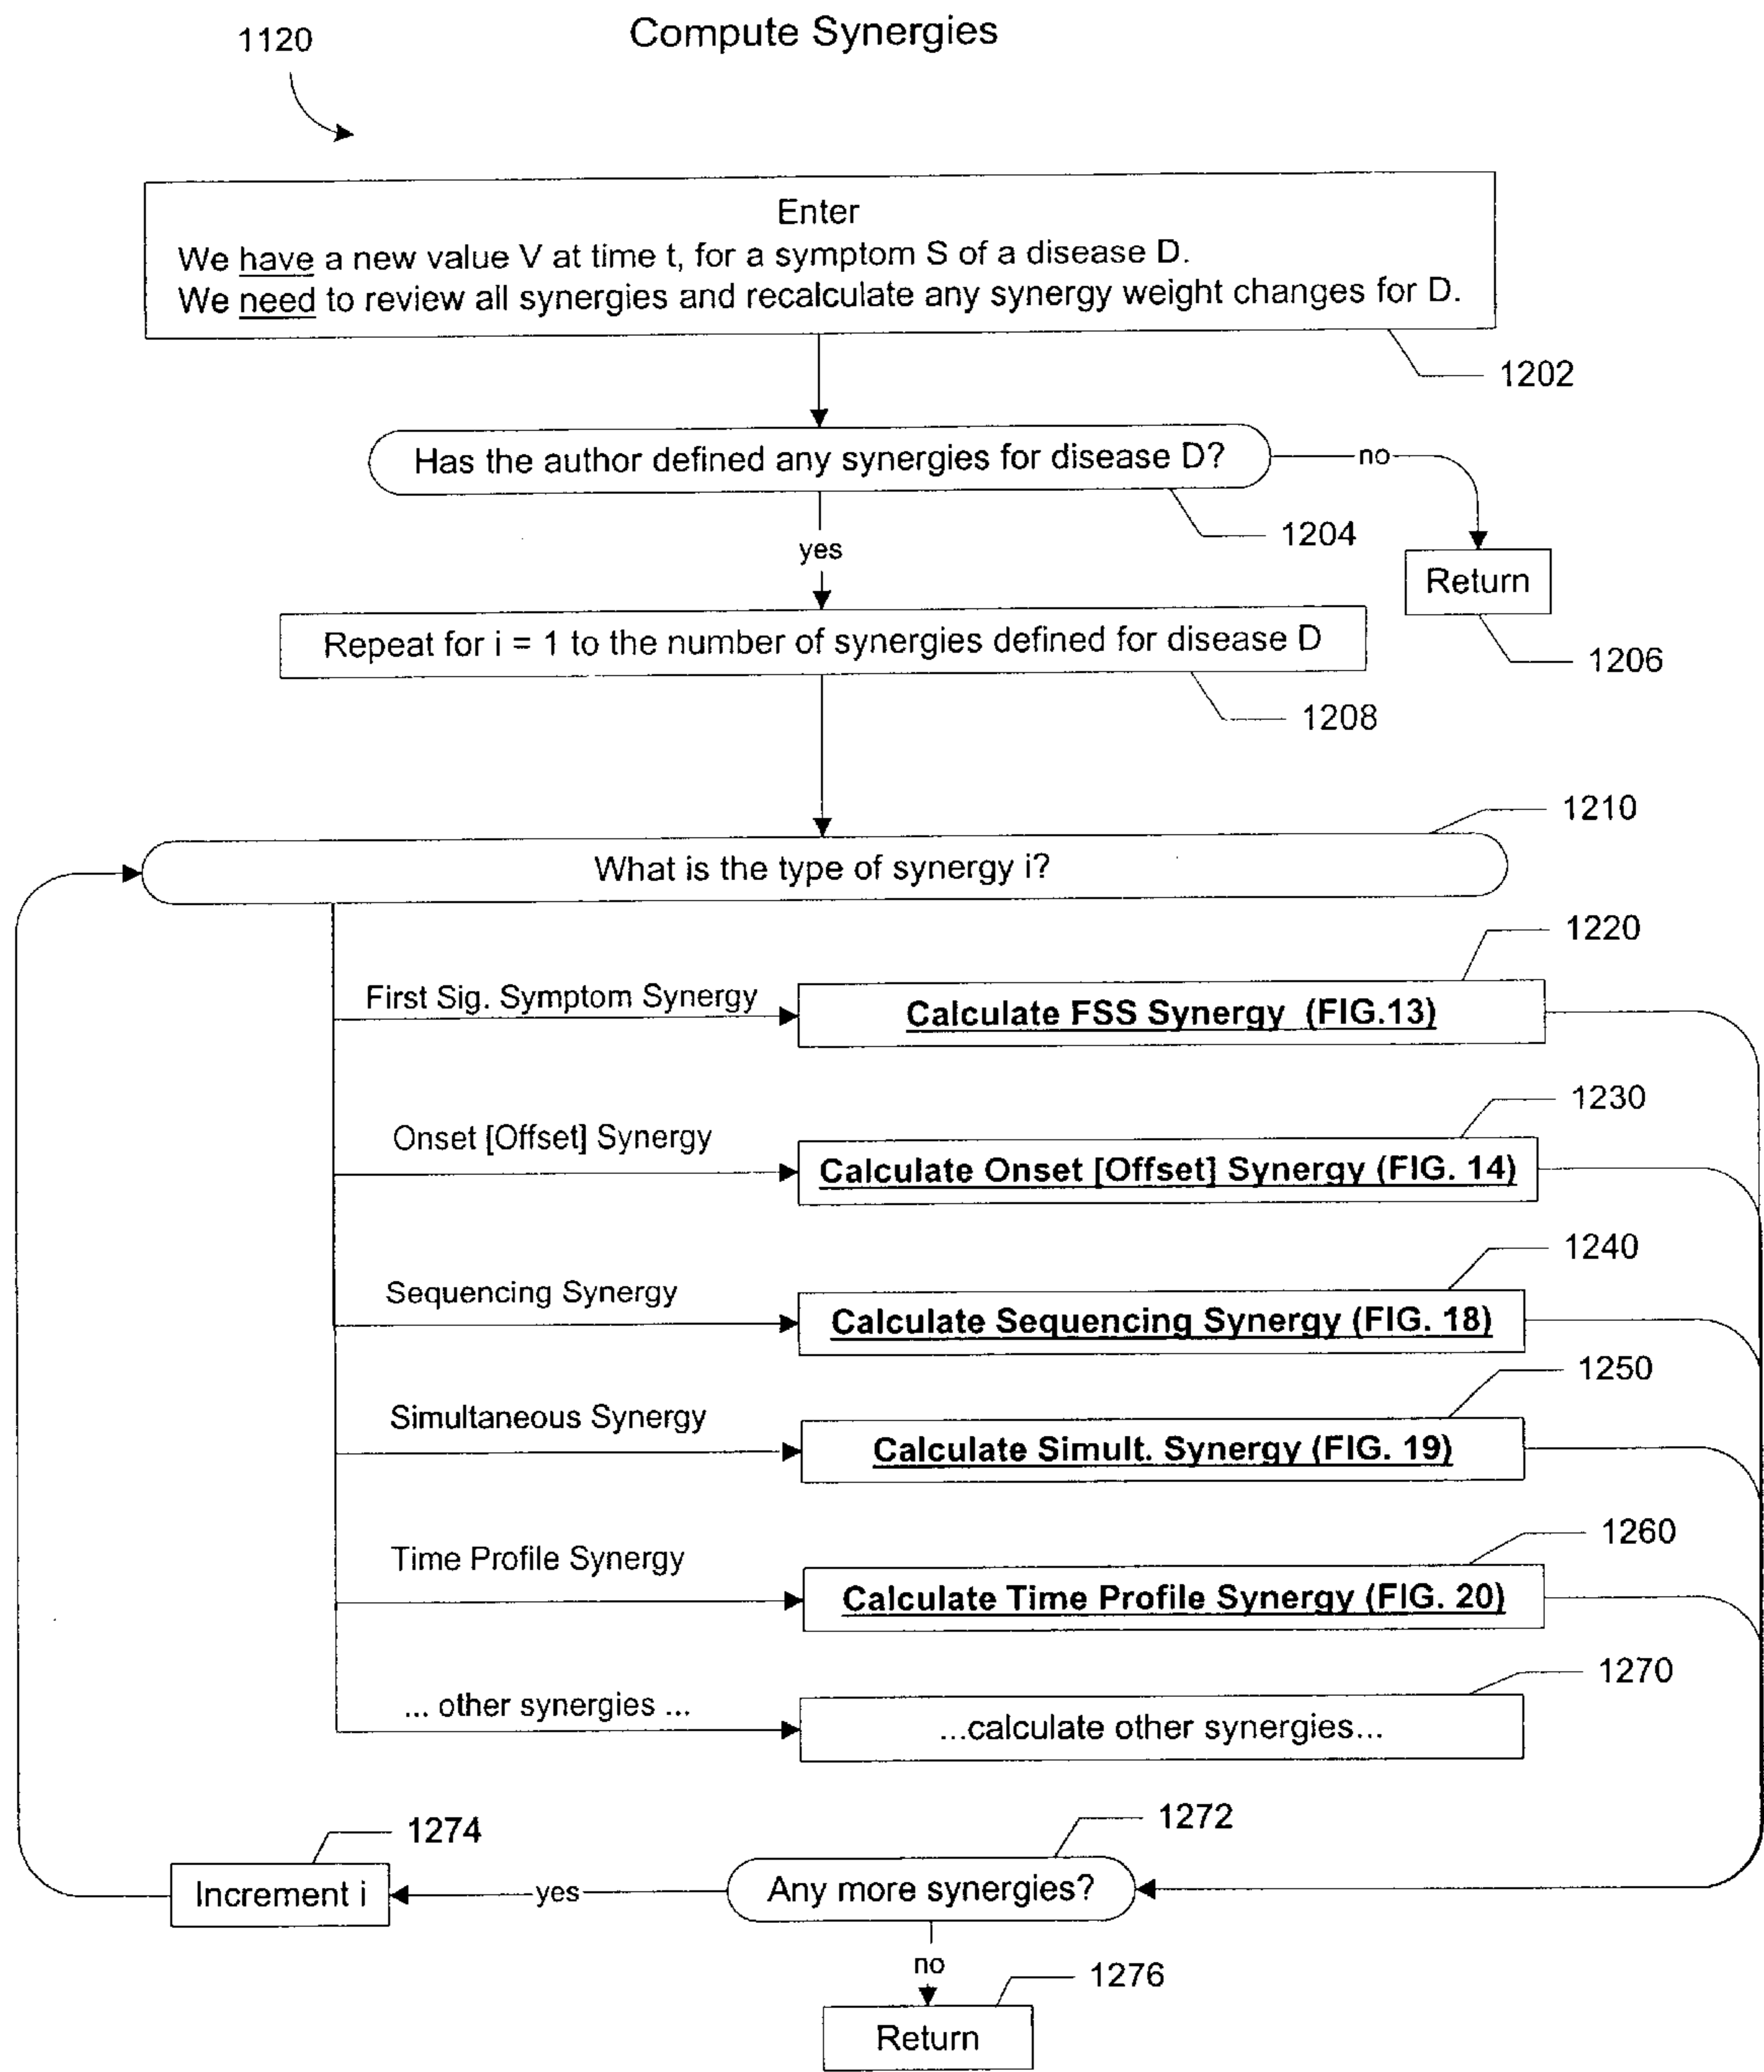 Compute Synergies
1120
Enter
We have a new value V at time t, for a symptom S of a disease D.
We need to review all synergies and recalculate any synergy weight changes for D.
1202
Has the author defined any synergies for disease D?
no
1204
yes
Return
1206
Repeat for i = 1 to the number of synergies defined for disease D
1208
1210
What is the type of synergy i?
1220
First Sig. Symptom Synergy
Calculate FSS Synergy (FIG.13)
1230
Onset [Offset] Synergy
Calculate Onset [Offset] Synergy (FIG. 14)
1240
Sequencing Synergy
Calculate Sequencing Synergy (FIG. 18)
1250
Simultaneous Synergy
Calculate Simult. Synergy (FIG. 19)
1260
Time Profile Synergy
Calculate Time Profile Synergy (FIG. 20)
1270
... other synergies ...
...calculate other synergies...
1272
1274
Increment i
yes
Any more synergies?
no
1276
Return